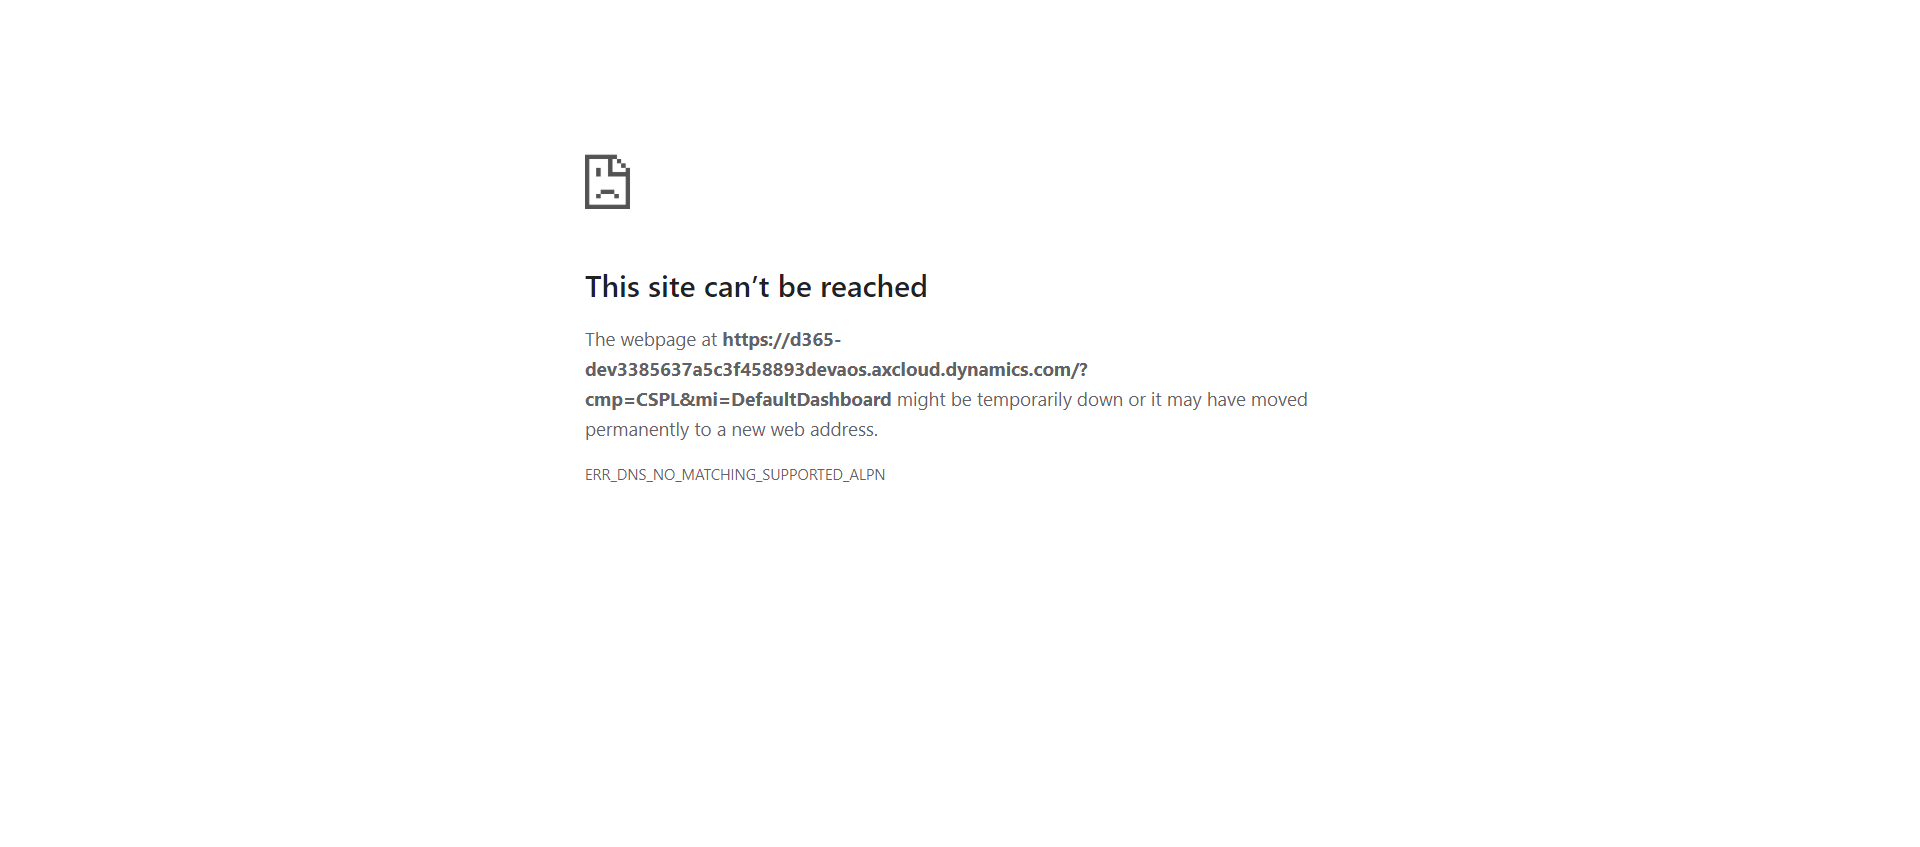 This site can’t be reached
The webpage at https://d365-
dev3385637a5c3f458893devaos.axcloud.dynamics.com/?
cmp=CSPL&mi=DefaultDashboard might be temporarily down or it may have moved
permanently to a new web address.
ERR_DNS_NO_MATCHING_SUPPORTED_ALPN